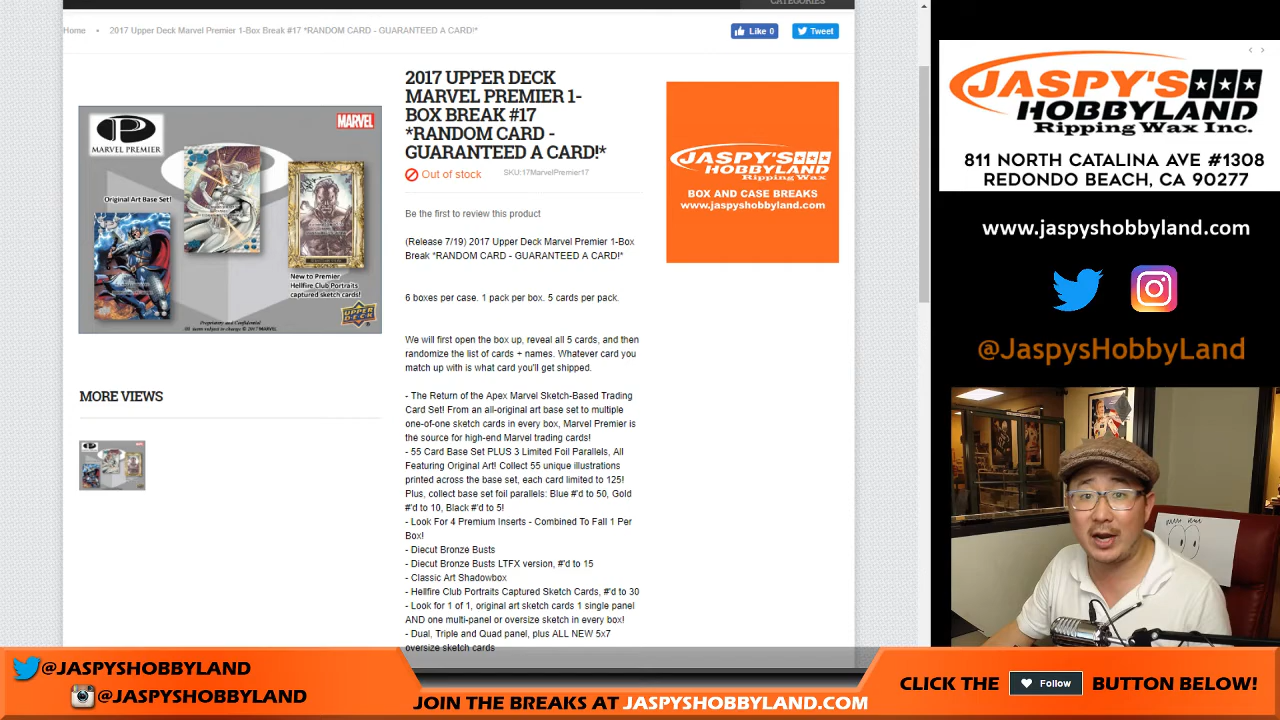 CATEGORIES
Home • 2017 Upper Deck Marvel Premier 1-Box Break #17 *RANDOM CARD - GUARANTEED A CARD!*
Like 0
Tweet
P
MARVEL PREMIER
MARVEL
Original Art Base Set!
New to Premier
Hellfire Club Portraits
captured sketch cards!
UPPER DECK
Proprietary and Confidential
All item subject to change © 2017 MARVEL
MORE VIEWS
2017 UPPER DECK
MARVEL PREMIER 1-
BOX BREAK #17
*RANDOM CARD -
GUARANTEED A CARD!*
Out of stock
SKU:17MarvelPremier17
Be the first to review this product
(Release 7/19) 2017 Upper Deck Marvel Premier 1-Box
Break *RANDOM CARD - GUARANTEED A CARD!*
6 boxes per case. 1 pack per box. 5 cards per pack.
We will first open the box up, reveal all 5 cards, and then
randomize the list of cards + names. Whatever card you
match up with is what card you'll get shipped.
- The Return of the Apex Marvel Sketch-Based Trading
Card Set! From an all-original art base set to multiple
one-of-one sketch cards in every box, Marvel Premier is
the source for high-end Marvel trading cards!
- 55 Card Base Set PLUS 3 Limited Foil Parallels, All
Featuring Original Art! Collect 55 unique illustrations
printed across the base set, each card limited to 125!
Plus, collect base set foil parallels: Blue #'d to 50, Gold
#'d to 10, Black #'d to 5!
- Look For 4 Premium Inserts - Combined To Fall 1 Per
Box!
- Diecut Bronze Busts
- Diecut Bronze Busts LTFX version, #'d to 15
- Classic Art Shadowbox
- Hellfire Club Portraits Captured Sketch Cards, #'d to 30
- Look for 1 of 1, original art sketch cards 1 single panel
AND one multi-panel or oversize sketch in every box!
- Dual, Triple and Quad panel, plus ALL NEW 5x7
oversize sketch cards
JASPY'S
HOBBYLAND
Ripping Wax
BOX AND CASE BREAKS
www.jaspyshobbyland.com
JASPY'S
HOBBYLAND
Ripping Wax Inc.
811 NORTH CATALINA AVE #1308
REDONDO BEACH, CA 90277
www.jaspyshobbyland.com
@JaspysHobbyLand
@JASPYSHOBBYLAND
@JASPYSHOBBYLAND
JOIN THE BREAKS AT JASPYSHOBBYLAND.COM
CLICK THE Follow BUTTON BELOW!